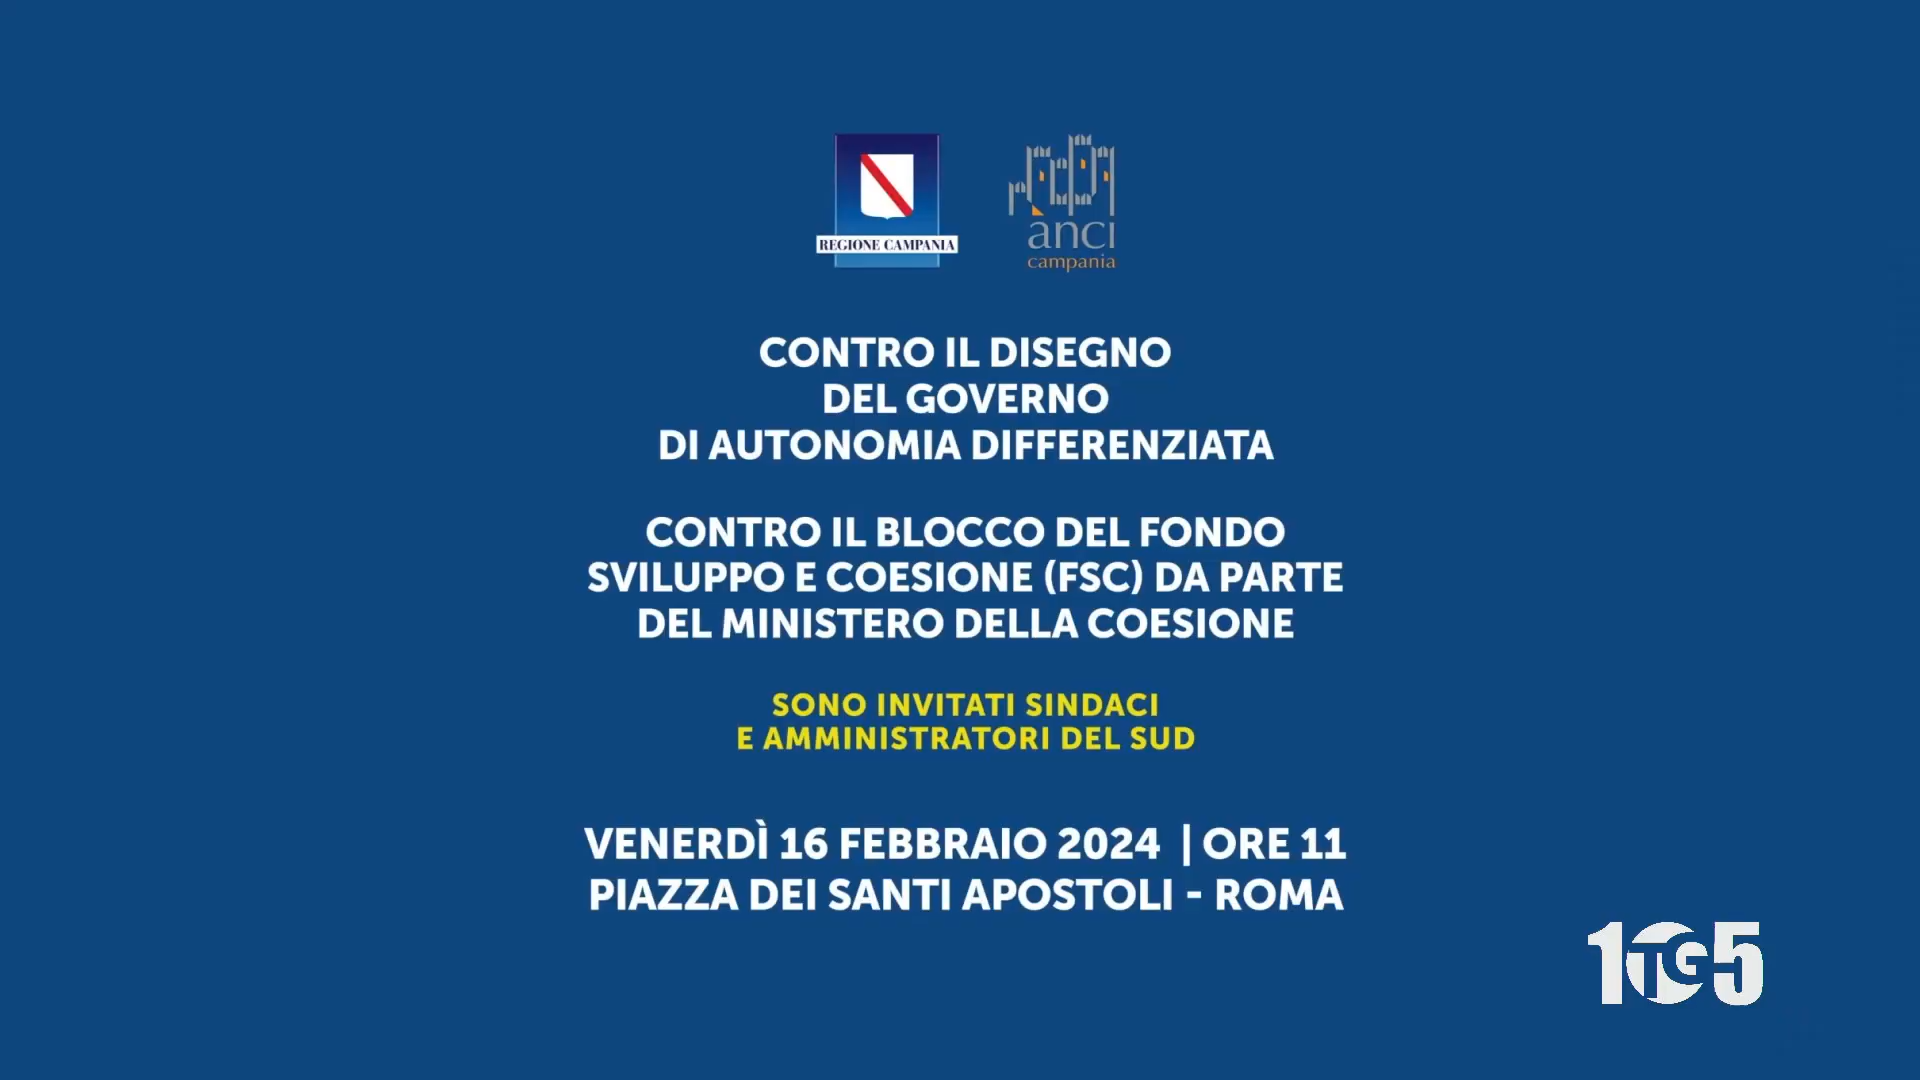 REGIONE CAMPANIA
anci
campania
CONTRO IL DISEGNO
DEL GOVERNO
DI AUTONOMIA DIFFERENZIATA
CONTRO IL BLOCCO DEL FONDO
SVILUPPO E COESIONE (FSC) DA PARTE
DEL MINISTERO DELLA COESIONE
SONO INVITATI SINDACI
E AMMINISTRATORI DEL SUD
VENERDÌ 16 FEBBRAIO 2024 | ORE 11
PIAZZA DEI SANTI APOSTOLI - ROMA
1TG5